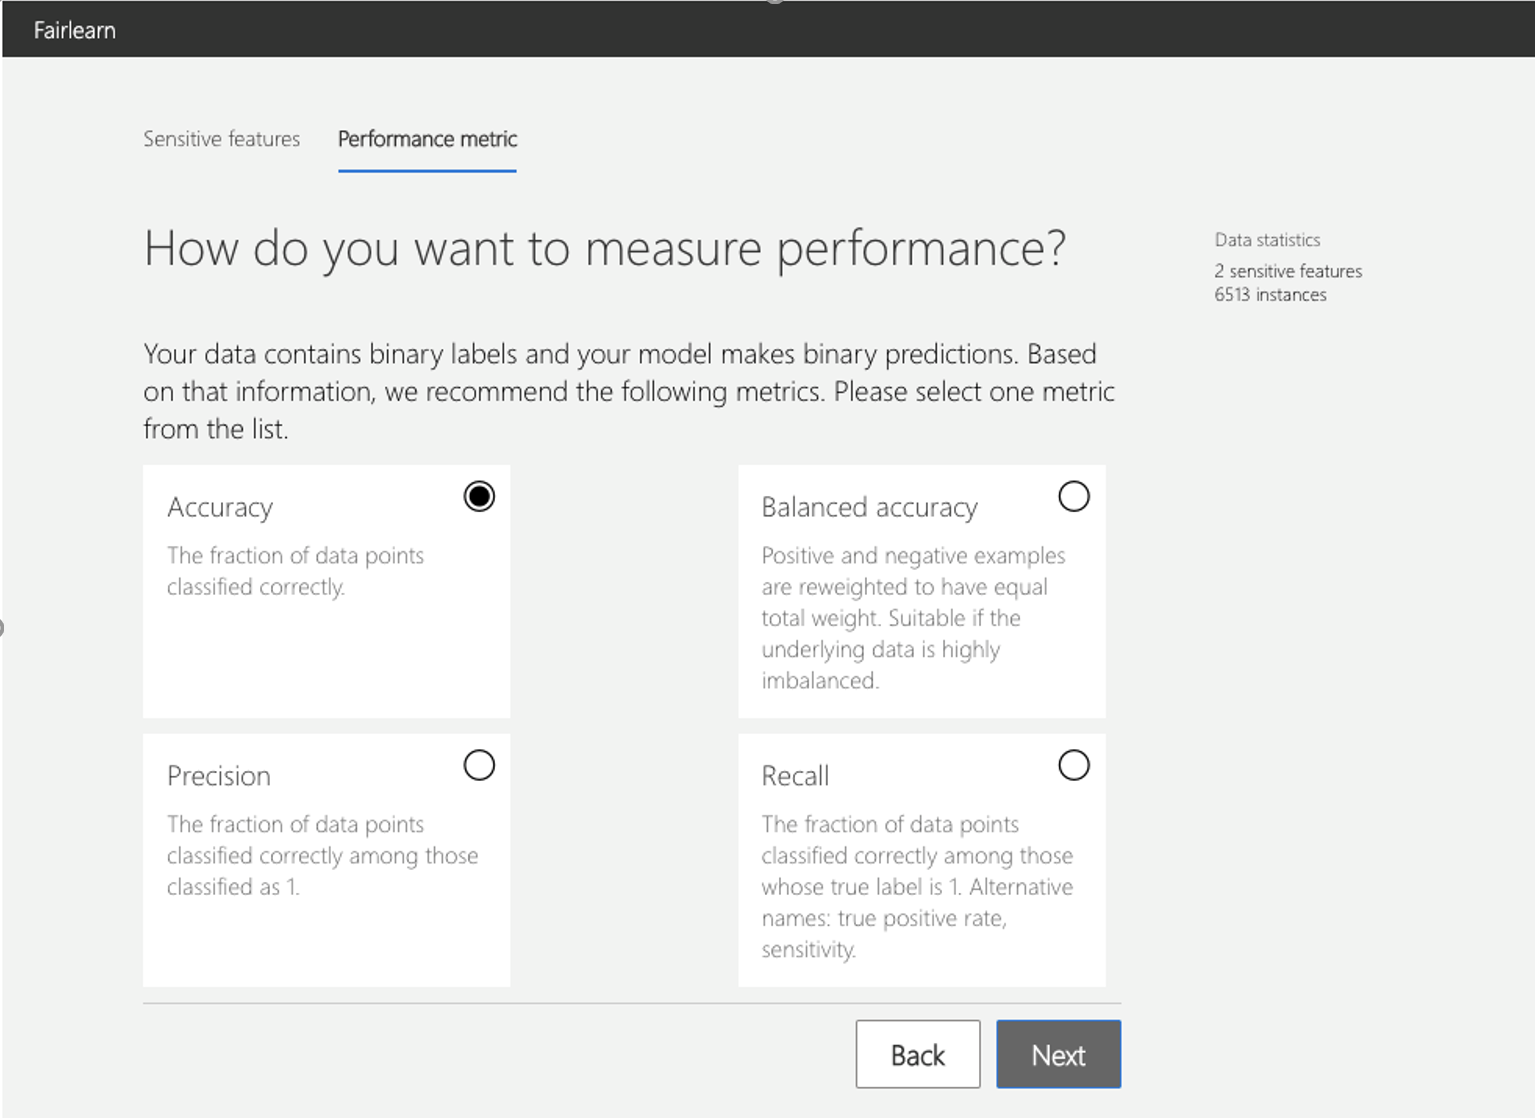 Fairlearn
Sensitive features
Performance metric
How do you want to measure performance?
Data statistics
2 sensitive features
6513 instances
Your data contains binary labels and your model makes binary predictions. Based
on that information, we recommend the following metrics. Please select one metric
from the list.
Accuracy
The fraction of data points
classified correctly.
Balanced accuracy
Positive and negative examples
are reweighted to have equal
total weight. Suitable if the
underlying data is highly
imbalanced.
Precision
The fraction of data points
classified correctly among those
classified as 1.
Recall
The fraction of data points
classified correctly among those
whose true label is 1. Alternative
names: true positive rate,
sensitivity.
Back
Next